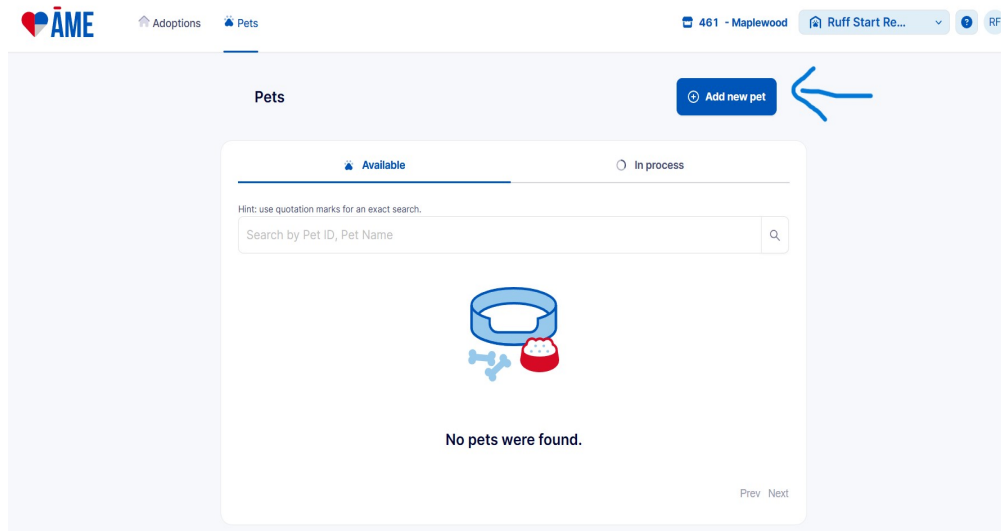 ĀME
Adoptions
Pets
461 - Maplewood
Ruff Start Re...
?
RF
Pets
Add new pet
Available
In process
Hint: use quotation marks for an exact search.
Search by Pet ID, Pet Name
No pets were found.
Prev Next